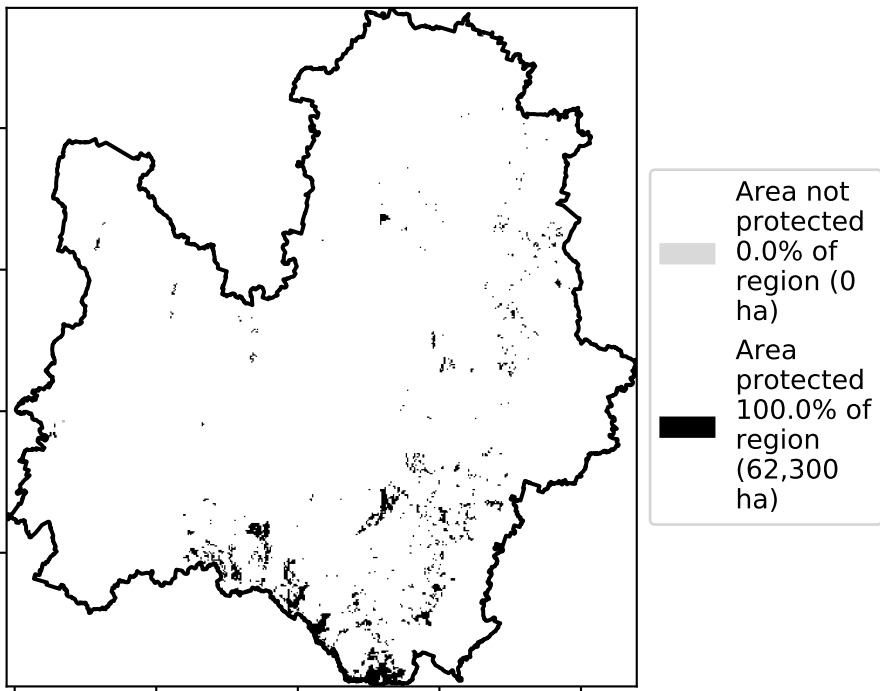 Area not
protected
0.0% of
region (0
ha)
Area
protected
100.0% of
region
(62,300
ha)